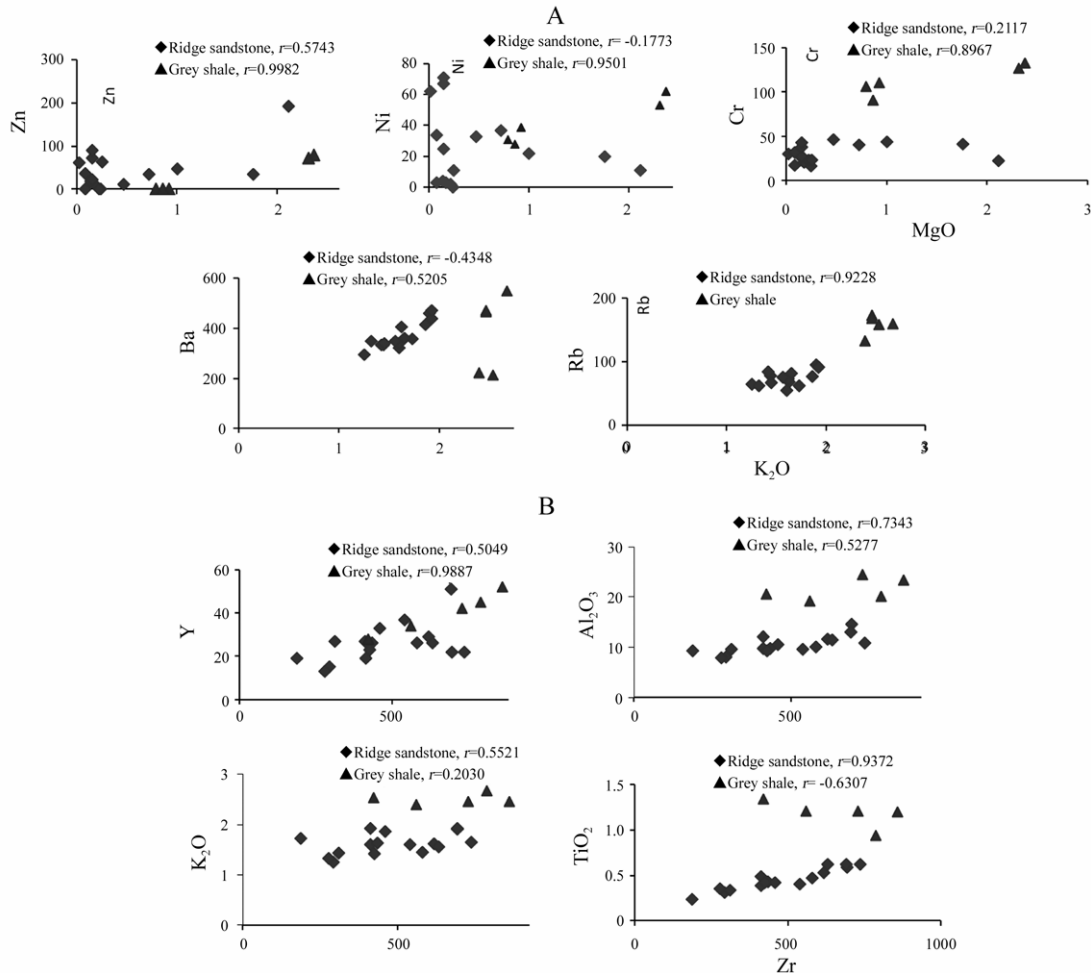 A
◆ Ridge sandstone, r=0.5743
▲ Grey shale, r=0.9982
300
200
100
0
Zn
Zn
0 1 2
◆ Ridge sandstone, r= -0.1773
▲ Grey shale, r=0.9501
80
60
40
20
0
Ni
Ni
0 1 2
◆ Ridge sandstone, r=0.2117
▲ Grey shale, r=0.8967
150
100
50
0
Cr
Cr
0 1 2 3
MgO
◆ Ridge sandstone, r= -0.4348
▲ Grey shale, r=0.5205
600
400
200
0
Ba
0 1 2
◆ Ridge sandstone, r=0.9228
▲ Grey shale
200
100
0
Rb
Rb
0 1 2 3
K₂O
B
◆ Ridge sandstone, r=0.5049
▲ Grey shale, r=0.9887
60
40
20
0
Y
0 500
◆ Ridge sandstone, r=0.7343
▲ Grey shale, r=0.5277
30
20
10
0
Al₂O₃
0 500
◆ Ridge sandstone, r=0.5521
▲ Grey shale, r=0.2030
3
2
1
0
K₂O
0 500
◆ Ridge sandstone, r=0.9372
▲ Grey shale, r= -0.6307
1.5
1.0
0.5
0.0
TiO₂
0 500 1000
Zr